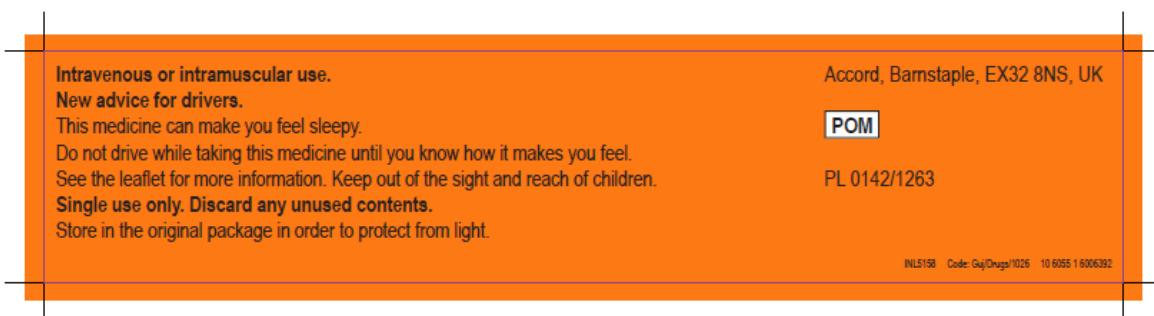 Intravenous or intramuscular use.
New advice for drivers.
This medicine can make you feel sleepy.
Do not drive while taking this medicine until you know how it makes you feel.
See the leaflet for more information. Keep out of the sight and reach of children.
Single use only. Discard any unused contents.
Store in the original package in order to protect from light.
Accord, Barnstaple, EX32 8NS, UK
POM
PL 0142/1263
INL5158 Code: Guj/Drugs/1026 10 6055 1 6006392